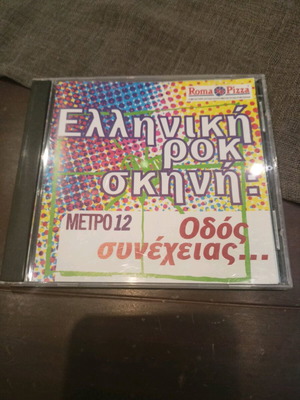 Roma Pizza
Ελληνική
ροκ
σκηνή:
ΜΕΤΡΟ 12
Οδός
συνέχειας...